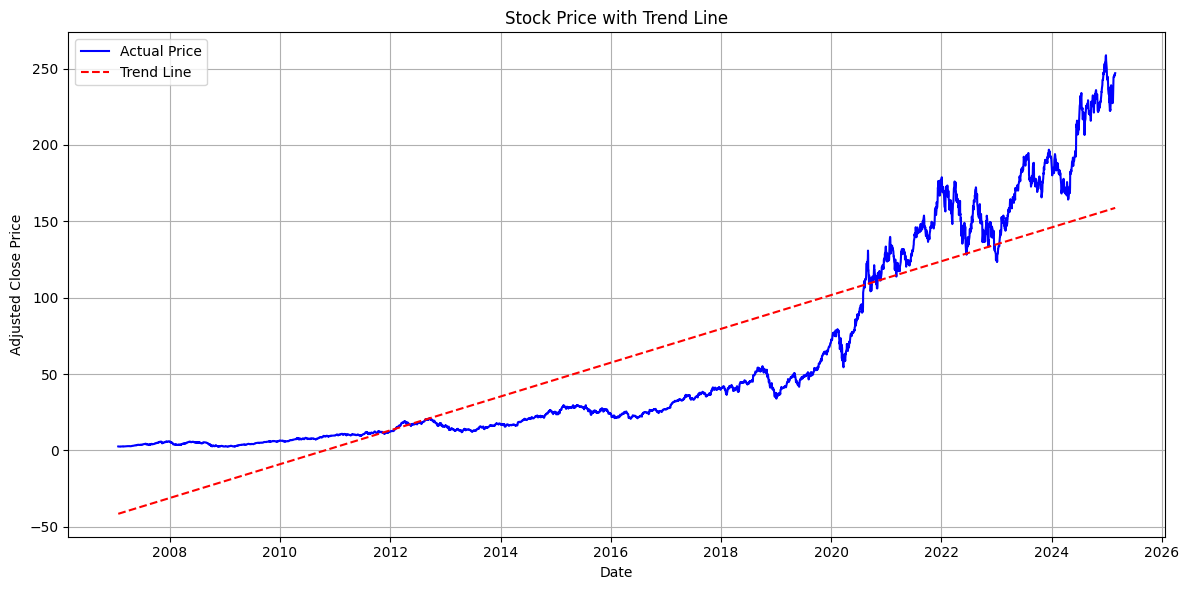 Stock Price with Trend Line
Actual Price
Trend Line
250
200
150
100
50
0
−50
Adjusted Close Price
2008 2010 2012 2014 2016 2018 2020 2022 2024 2026
Date